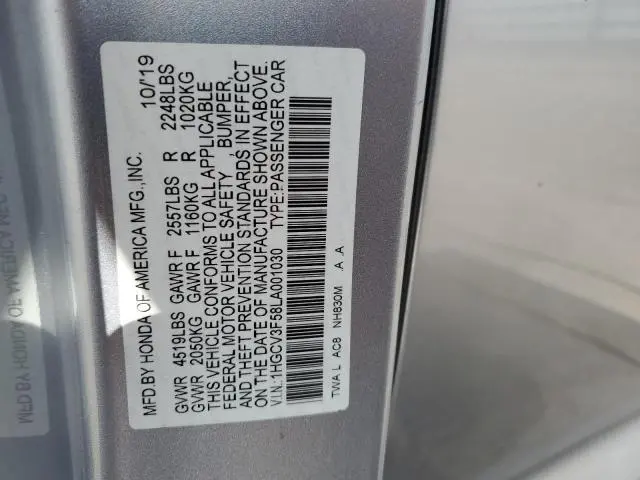 MFD.BY HONDA OF AMERICA MFG.,INC. 10/'19
GVWR 4519LBS GAWR F 2557LBS R 2248LBS
GVWR 2050KG GAWR F 1160KG R 1020KG
THIS VEHICLE CONFORMS TO ALL APPLICABLE
FEDERAL MOTOR VEHICLE SAFETY , BUMPER,
AND THEFT PREVENTION STANDARDS IN EFFECT
ON THE DATE OF MANUFACTURE SHOWN ABOVE.
V.I.N.:1HGCV3F58LA001030 TYPE:PASSENGER CAR
TWA L AC8 NH830M .A .A .